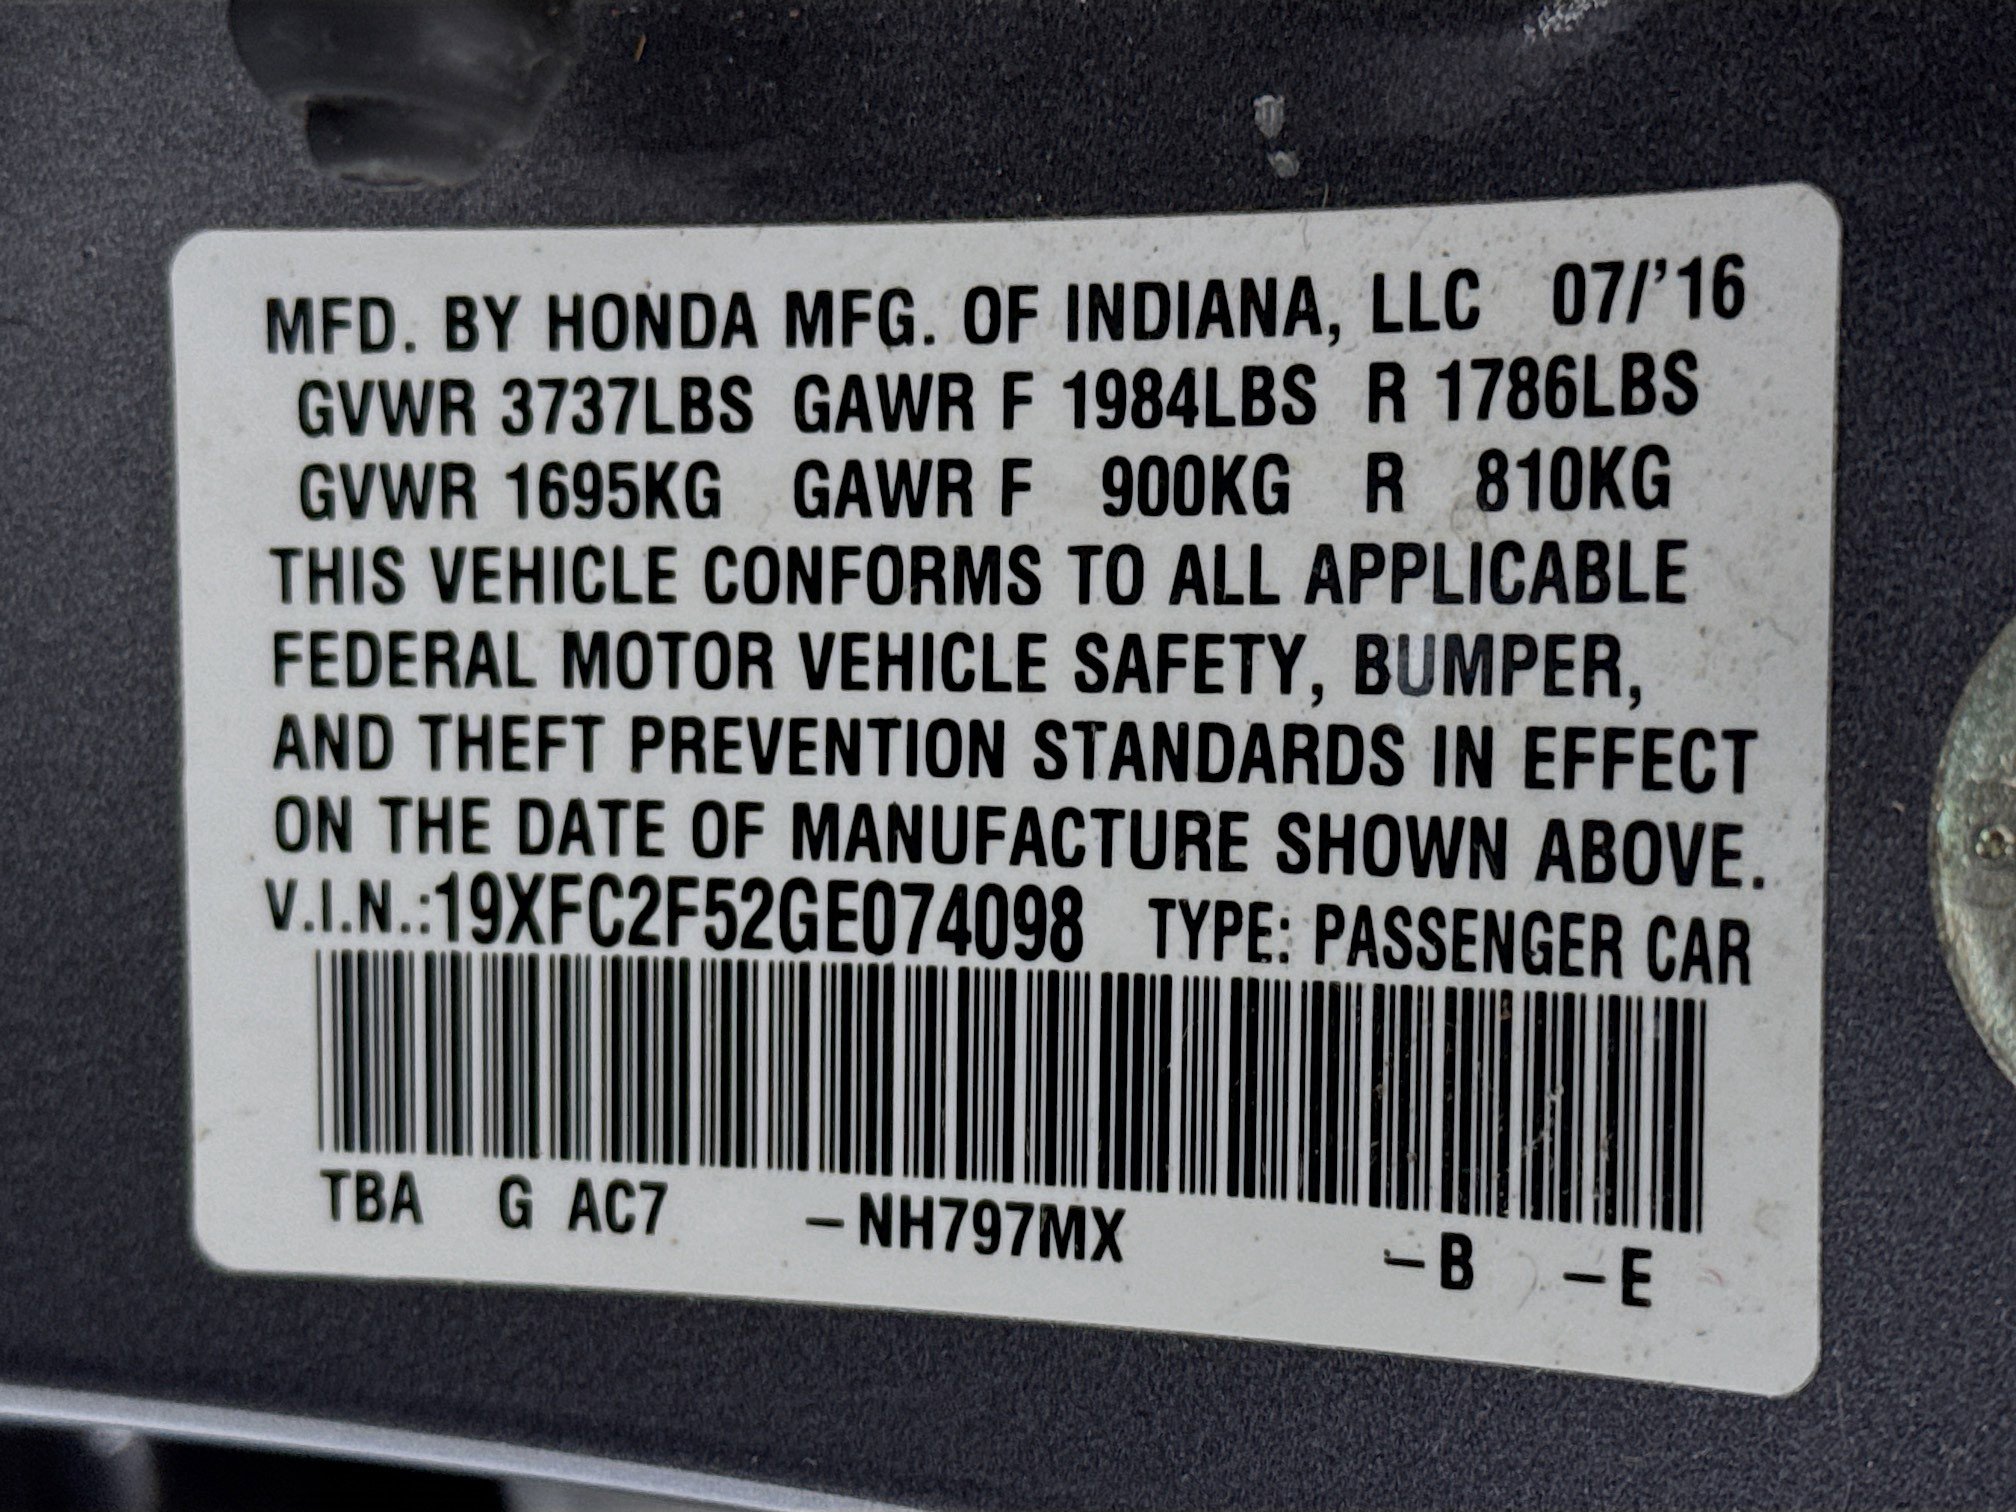 MFD. BY HONDA MFG. OF INDIANA, LLC 07/'16
GVWR 3737LBS GAWR F 1984LBS R 1786LBS
GVWR 1695KG GAWR F 900KG R 810KG
THIS VEHICLE CONFORMS TO ALL APPLICABLE
FEDERAL MOTOR VEHICLE SAFETY, BUMPER,
AND THEFT PREVENTION STANDARDS IN EFFECT
ON THE DATE OF MANUFACTURE SHOWN ABOVE.
V.I.N.:19XFC2F52GE074098 TYPE: PASSENGER CAR
TBA G AC7 –NH797MX –B –E